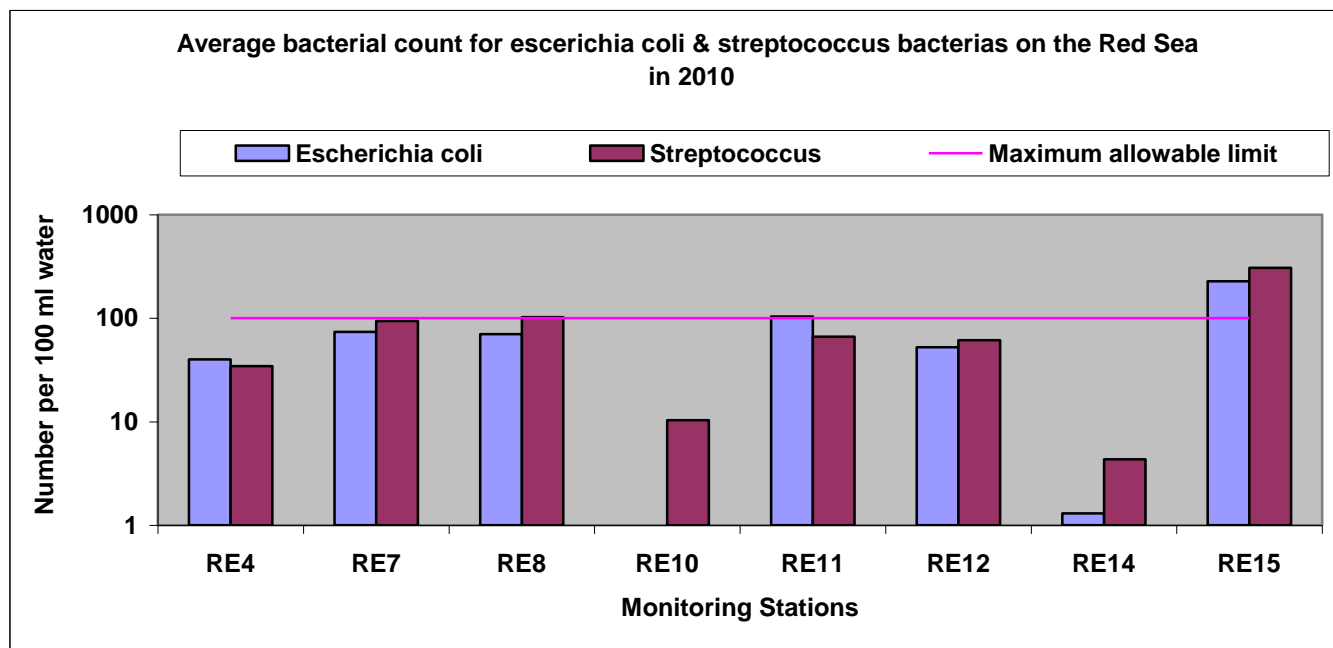 Average bacterial count for escerichia coli & streptococcus bacterias on the Red Sea
in 2010
Escherichia coli Streptococcus Maximum allowable limit
Number per 100 ml water
1000
100
10
1
RE4 RE7 RE8 RE10 RE11 RE12 RE14 RE15
Monitoring Stations